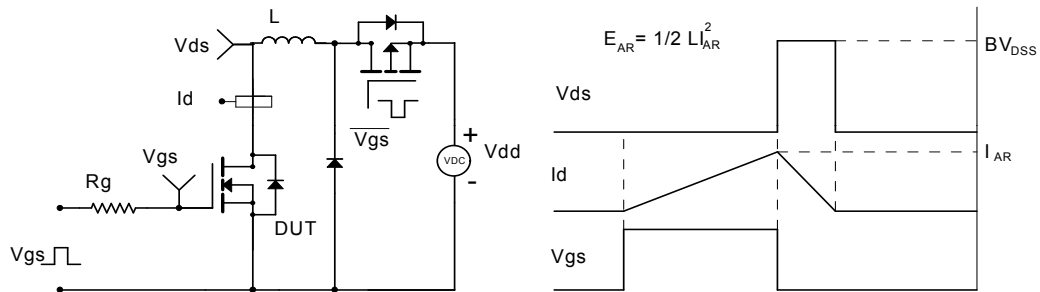 L
Vds
Id
Vgs
Rg
DUT
Vgs
Vgs
+
VDC
Vdd
-
E_AR = 1/2 LI_AR^2
BV_DSS
Vds
I_AR
Id
Vgs